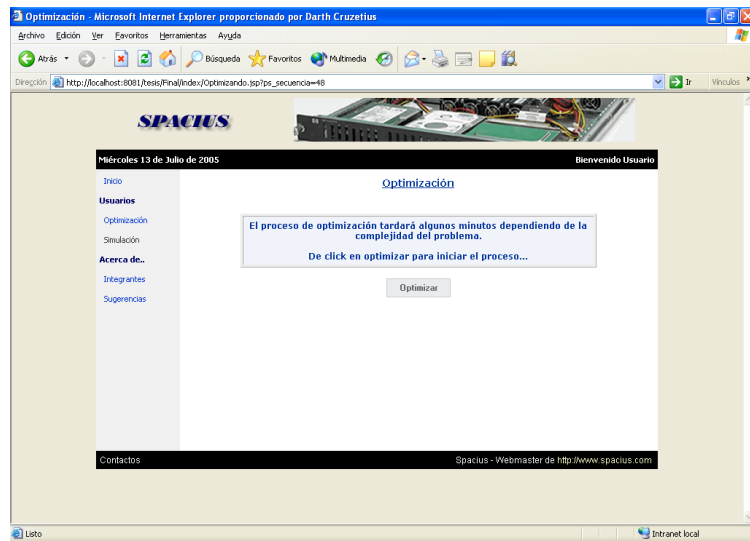 Optimización - Microsoft Internet Explorer proporcionado por Darth Cruzetius
Archivo Edición Ver Favoritos Herramientas Ayuda
Atrás Búsqueda Favoritos Multimedia
Dirección http://localhost:8081/tesis/Final/index/Optimizando.jsp?ps_secuencia=48 Ir Vínculos »
SPACIUS
Miércoles 13 de Julio de 2005 Bienvenido Usuario
Inicio
Optimización
Usuarios
Optimización
El proceso de optimización tardará algunos minutos dependiendo de la
complejidad del problema.
Simulación
De click en optimizar para iniciar el proceso...
Acerca de..
Integrantes
Optimizar
Sugerencias
Contactos Spacius - Webmaster de http://www.spacius.com
Listo Intranet local